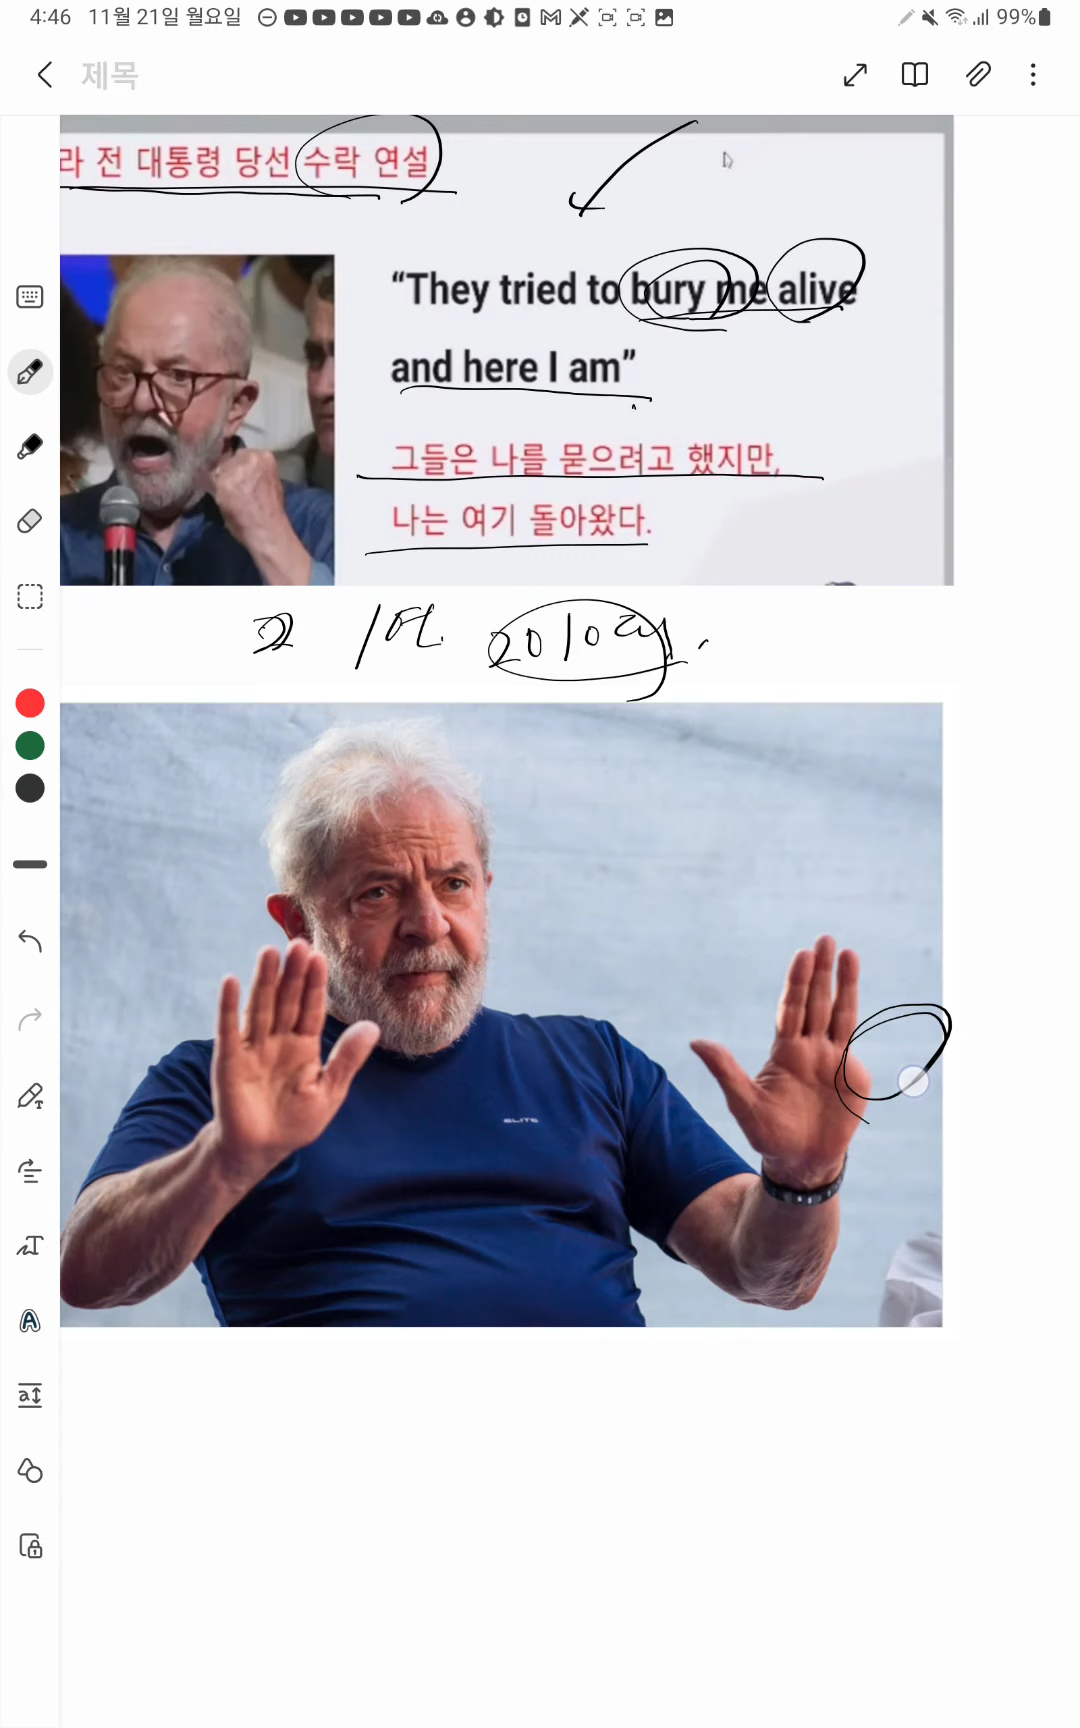 4:46 11월 21일 월요일 99%
제목
라 전 대통령 당선 수락 연설
“They tried to bury me alive
and here I am”
그들은 나를 묻으려고 했지만,
나는 여기 돌아왔다.
ELITE